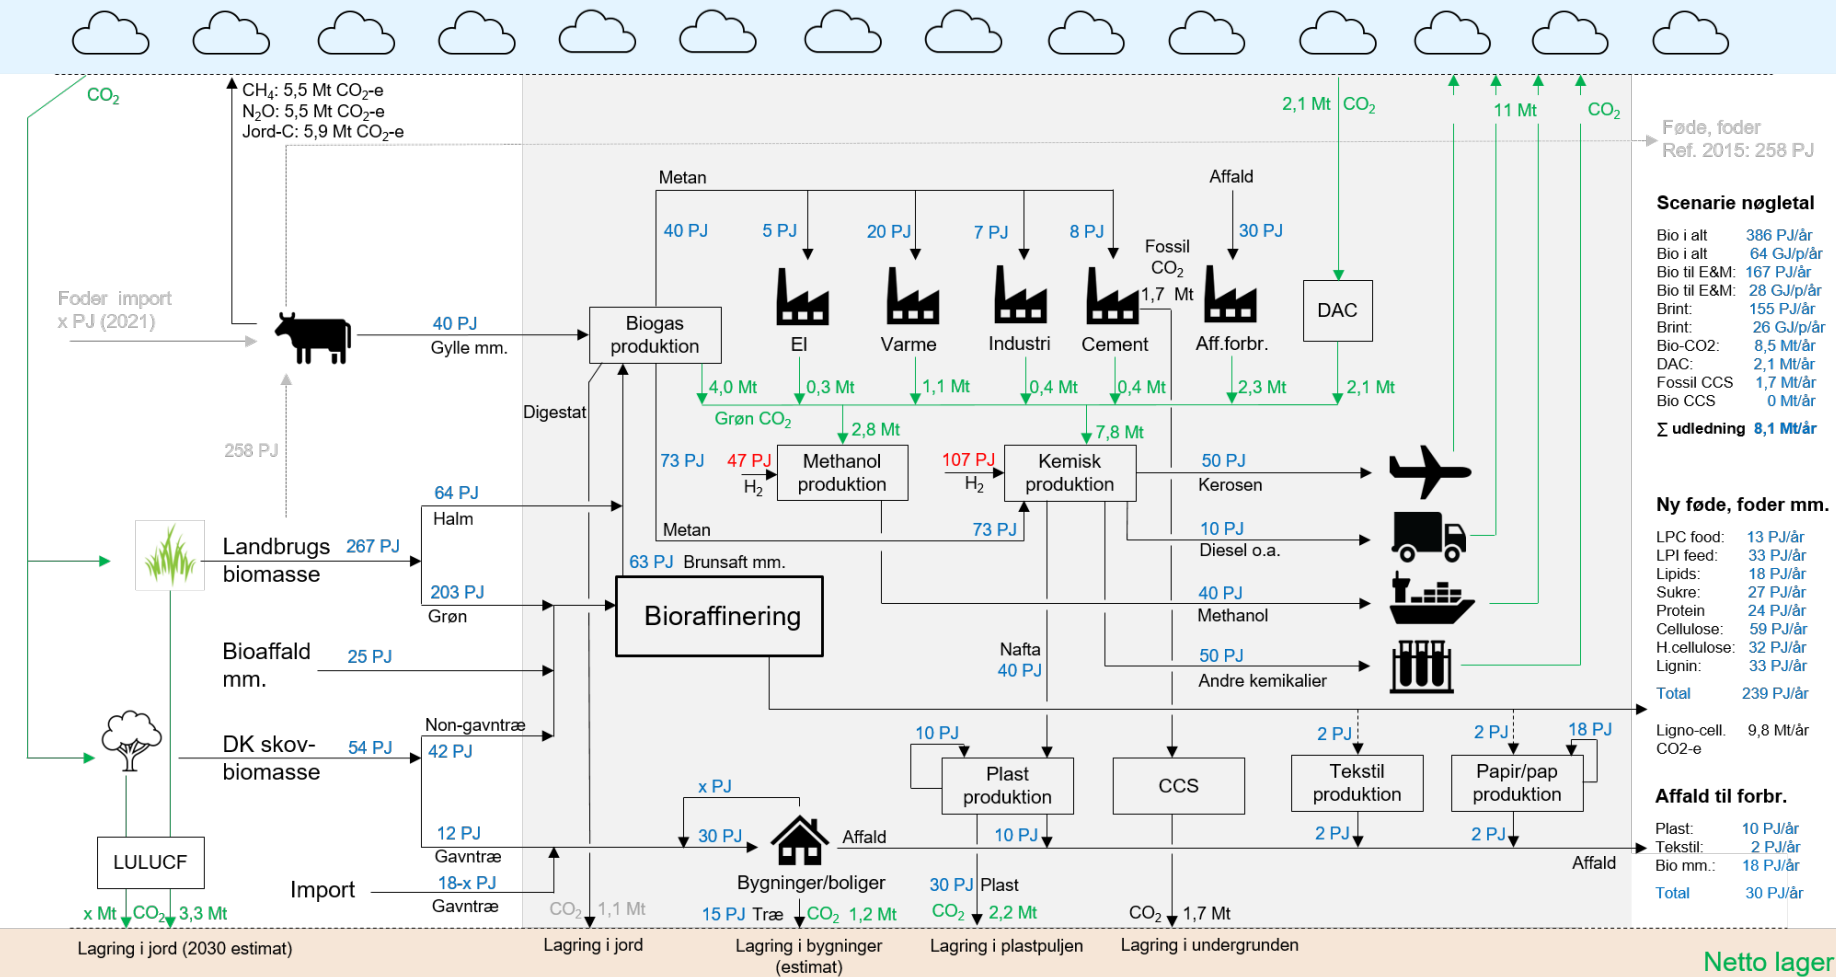 CO₂
CH₄: 5,5 Mt CO₂-e
N₂O: 5,5 Mt CO₂-e
Jord-C: 5,9 Mt CO₂-e
2,1 Mt CO₂
11 Mt
CO₂
Føde, foder
Ref. 2015: 258 PJ
Metan
Affald
40 PJ
5 PJ
20 PJ
7 PJ
8 PJ
30 PJ
Fossil
CO₂
1,7 Mt
Foder import
x PJ (2021)
40 PJ
Gylle mm.
Biogas
produktion
El
Varme
Industri
Cement
Aff.forbr.
DAC
4,0 Mt
0,3 Mt
1,1 Mt
0,4 Mt
0,4 Mt
2,3 Mt
2,1 Mt
Digestat
Grøn CO₂
2,8 Mt
7,8 Mt
258 PJ
73 PJ
47 PJ
H₂
Methanol
produktion
107 PJ
H₂
Kemisk
produktion
50 PJ
Kerosen
64 PJ
Halm
Metan
73 PJ
10 PJ
Diesel o.a.
Landbrugs
biomasse
267 PJ
63 PJ Brunsaft mm.
203 PJ
Grøn
Bioraffinering
40 PJ
Methanol
Bioaffald
mm.
25 PJ
Nafta
40 PJ
50 PJ
Andre kemikalier
Non-gavntræ
42 PJ
DK skov-
biomasse
54 PJ
10 PJ
2 PJ
2 PJ
18 PJ
Plast
produktion
CCS
Tekstil
produktion
Papir/pap
produktion
x PJ
12 PJ
Gavntræ
30 PJ
Affald
10 PJ
2 PJ
2 PJ
Affald
LULUCF
Import
18-x PJ
Gavntræ
Bygninger/boliger
30 PJ Plast
x Mt CO₂ 3,3 Mt
CO₂ 1,1 Mt
15 PJ Træ CO₂ 1,2 Mt
CO₂ 2,2 Mt
CO₂ 1,7 Mt
Lagring i jord (2030 estimat)
Lagring i jord
Lagring i bygninger
(estimat)
Lagring i plastpuljen
Lagring i undergrunden
Scenarie nøgletal
Bio i alt 386 PJ/år
Bio i alt 64 GJ/p/år
Bio til E&M: 167 PJ/år
Bio til E&M: 28 GJ/p/år
Brint: 155 PJ/år
Brint: 26 GJ/p/år
Bio-CO2: 8,5 Mt/år
DAC: 2,1 Mt/år
Fossil CCS 1,7 Mt/år
Bio CCS 0 Mt/år
∑ udledning 8,1 Mt/år
Ny føde, foder mm.
LPC food: 13 PJ/år
LPI feed: 33 PJ/år
Lipids: 18 PJ/år
Sukre: 27 PJ/år
Protein 24 PJ/år
Cellulose: 59 PJ/år
H.cellulose: 32 PJ/år
Lignin: 33 PJ/år
Total 239 PJ/år
Ligno-cell. 9,8 Mt/år
CO2-e
Affald til forbr.
Plast: 10 PJ/år
Tekstil: 2 PJ/år
Bio mm.: 18 PJ/år
Total 30 PJ/år
Netto lager